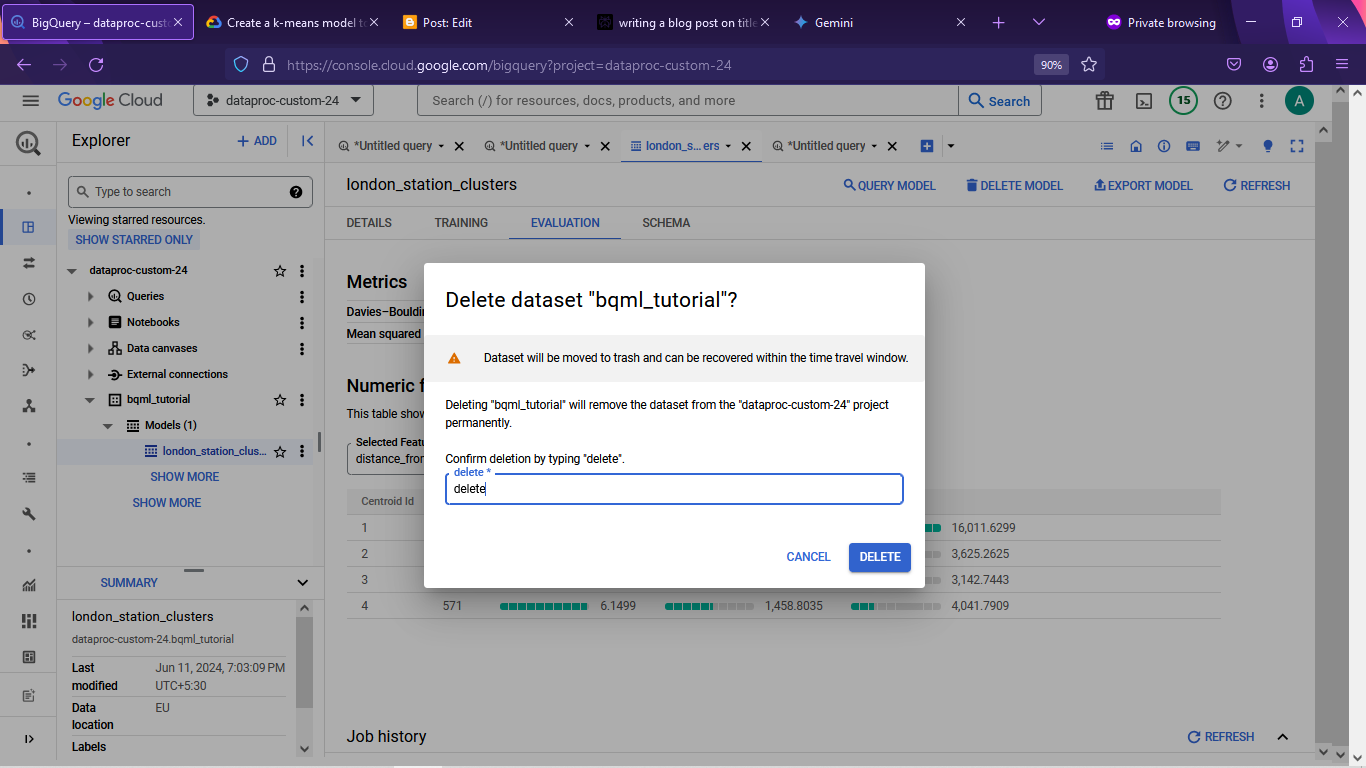 BigQuery – dataproc-cust
Create a k-means model to
Post: Edit
writing a blog post on title
Gemini
Private browsing
https://console.cloud.google.com/bigquery?project=dataproc-custom-24
90%
Google Cloud
dataproc-custom-24
Search (/) for resources, docs, products, and more
Search
15
A
Explorer
+ ADD
*Untitled query
*Untitled query
london_s...ers
*Untitled query
Type to search
Viewing starred resources.
SHOW STARRED ONLY
dataproc-custom-24
Queries
Notebooks
Data canvases
External connections
bqml_tutorial
Models (1)
london_station_clus...
SHOW MORE
SHOW MORE
SUMMARY
london_station_clusters
dataproc-custom-24.bqml_tutorial
Last modified
Jun 11, 2024, 7:03:09 PM UTC+5:30
Data location
EU
Labels
london_station_clusters
QUERY MODEL
DELETE MODEL
EXPORT MODEL
REFRESH
DETAILS
TRAINING
EVALUATION
SCHEMA
Metrics
Davies–Bouldin
Mean squared
Numeric f
This table show
Selected Featu
distance_from
Centroid Id
1
16,011.6299
2
3,625.2625
3
3,142.7443
4 571 6.1499 1,458.8035 4,041.7909
Delete dataset "bqml_tutorial"?
Dataset will be moved to trash and can be recovered within the time travel window.
Deleting "bqml_tutorial" will remove the dataset from the "dataproc-custom-24" project
permanently.
Confirm deletion by typing "delete".
delete *
delete
CANCEL
DELETE
Job history
REFRESH